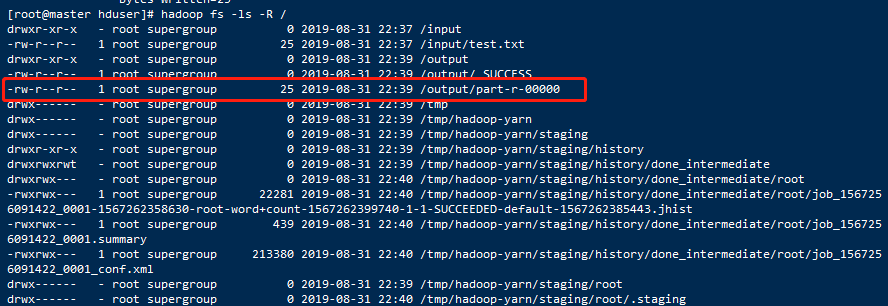 bytes written=25
[root@master hduser]# hadoop fs -ls -R /
drwxr-xr-x - root supergroup 0 2019-08-31 22:37 /input
-rw-r--r-- 1 root supergroup 25 2019-08-31 22:37 /input/test.txt
drwxr-xr-x - root supergroup 0 2019-08-31 22:39 /output
-rw-r--r-- 1 root supergroup 0 2019-08-31 22:39 /output/_SUCCESS
-rw-r--r-- 1 root supergroup 25 2019-08-31 22:39 /output/part-r-00000
drwx------ - root supergroup 0 2019-08-31 22:39 /tmp
drwx------ - root supergroup 0 2019-08-31 22:39 /tmp/hadoop-yarn
drwx------ - root supergroup 0 2019-08-31 22:39 /tmp/hadoop-yarn/staging
drwxr-xr-x - root supergroup 0 2019-08-31 22:39 /tmp/hadoop-yarn/staging/history
drwxrwxrwt - root supergroup 0 2019-08-31 22:39 /tmp/hadoop-yarn/staging/history/done_intermediate
drwxrwx--- - root supergroup 0 2019-08-31 22:40 /tmp/hadoop-yarn/staging/history/done_intermediate/root
-rwxrwx--- 1 root supergroup 22281 2019-08-31 22:40 /tmp/hadoop-yarn/staging/history/done_intermediate/root/job_156725
6091422_0001-1567262358630-root-word+count-1567262399740-1-1-SUCCEEDED-default-1567262385443.jhist
-rwxrwx--- 1 root supergroup 439 2019-08-31 22:40 /tmp/hadoop-yarn/staging/history/done_intermediate/root/job_156725
6091422_0001.summary
-rwxrwx--- 1 root supergroup 213380 2019-08-31 22:40 /tmp/hadoop-yarn/staging/history/done_intermediate/root/job_156725
6091422_0001_conf.xml
drwx------ - root supergroup 0 2019-08-31 22:39 /tmp/hadoop-yarn/staging/root
drwx------ - root supergroup 0 2019-08-31 22:40 /tmp/hadoop-yarn/staging/root/.staging